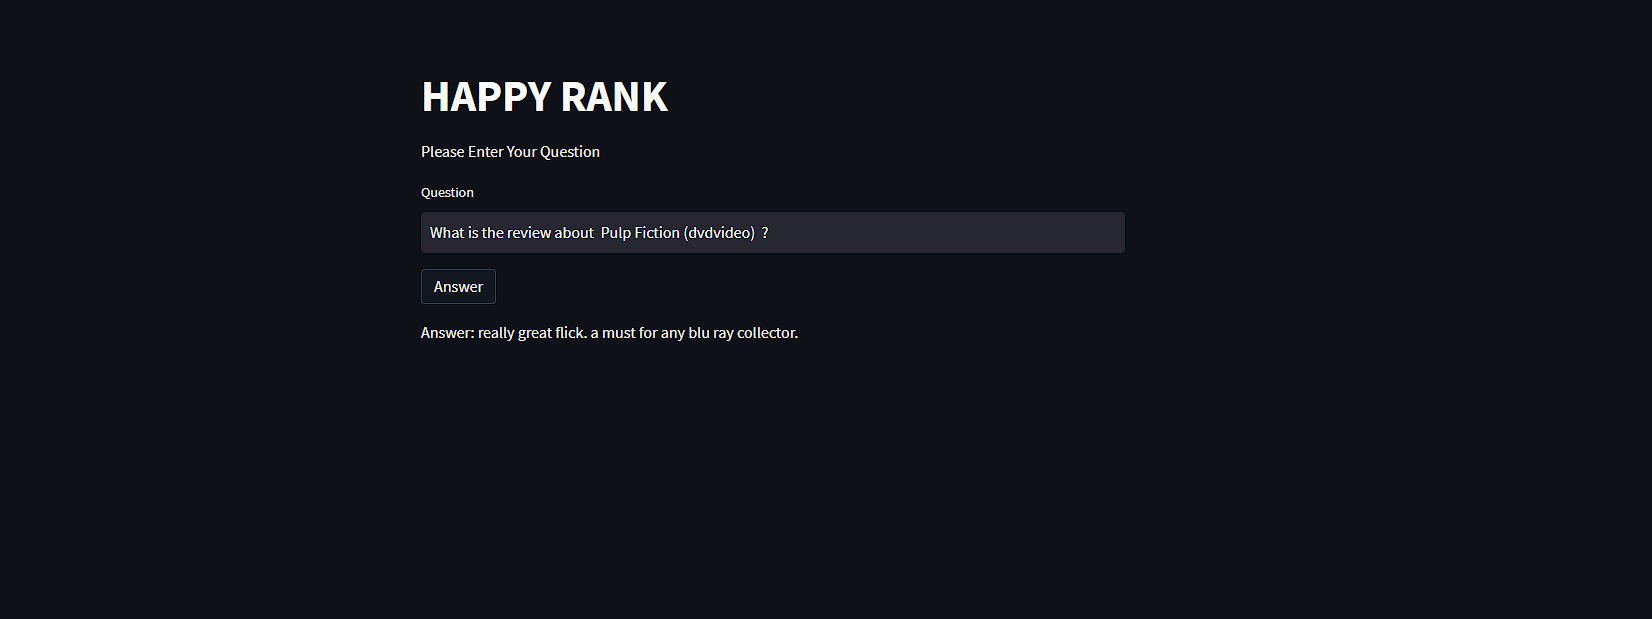 HAPPY RANK
Please Enter Your Question
Question
What is the review about  Pulp Fiction (dvdvideo)  ?
Answer
Answer: really great flick. a must for any blu ray collector.